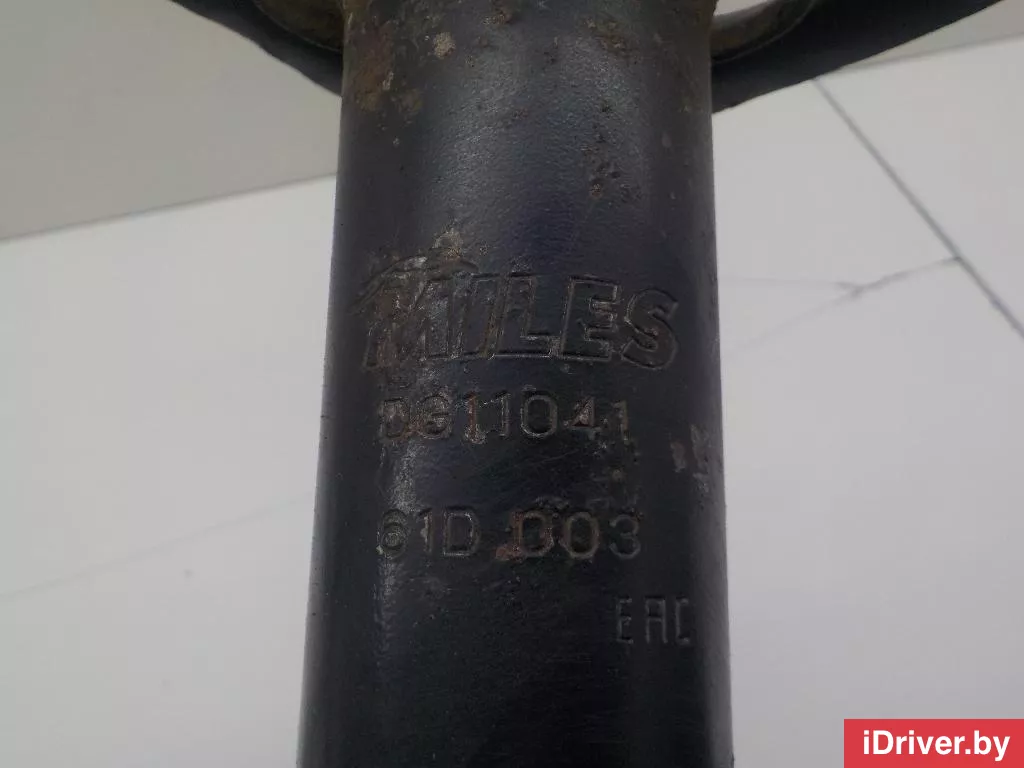 MILES
DG11041
61D D03
EAC
iDriver.by